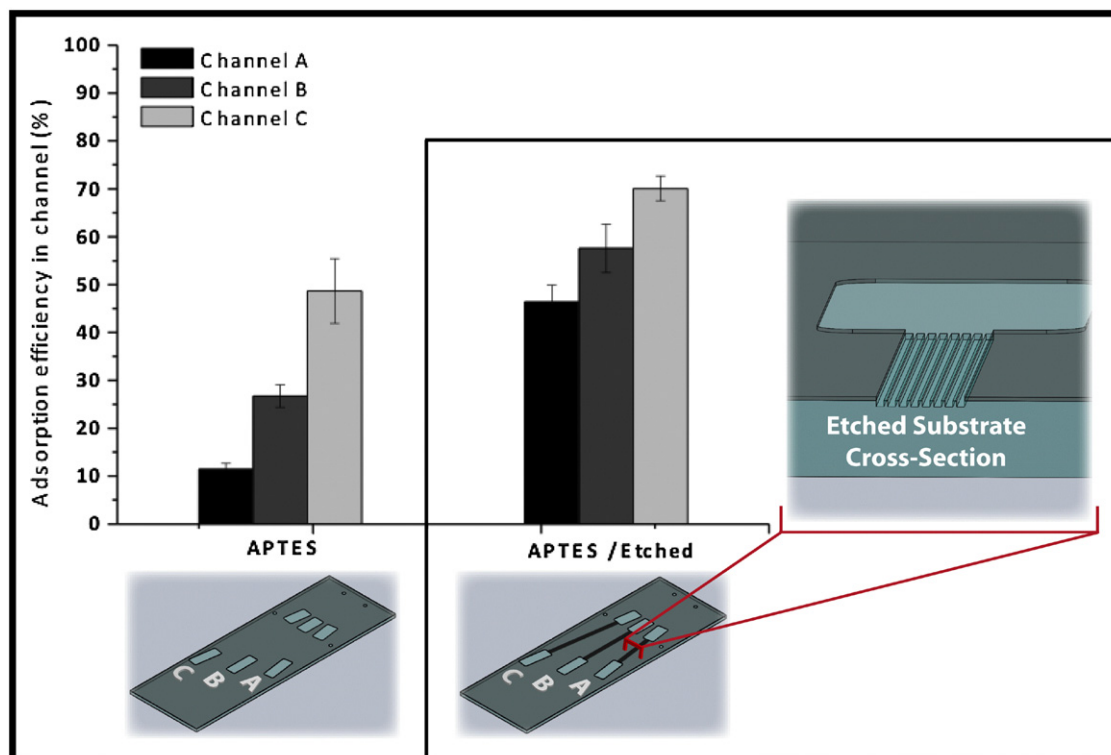 Adsorption efficiency in channel (%)
100
90
80
70
60
50
40
30
20
10
0
Channel A
Channel B
Channel C
APTES
APTES /Etched
Etched Substrate
Cross-Section
C B A
C B A